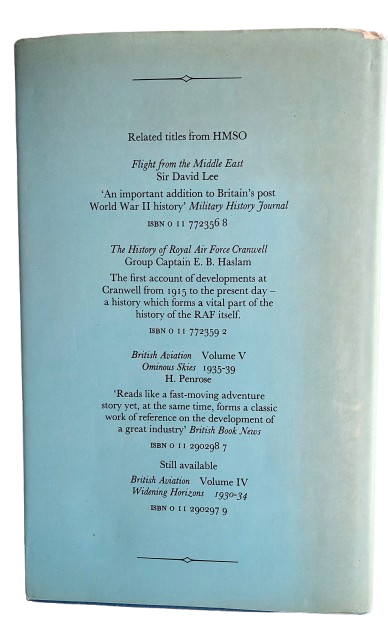 Related titles from HMSO
Flight from the Middle East
Sir David Lee
'An important addition to Britain's post
World War II history' Military History Journal
ISBN 0 11 772356 8
The History of Royal Air Force Cranwell
Group Captain E. B. Haslam
The first account of developments at
Cranwell from 1915 to the present day –
a history which forms a vital part of the
history of the RAF itself.
ISBN 0 11 772359 2
British Aviation Volume V
Ominous Skies 1935-39
H. Penrose
'Reads like a fast-moving adventure
story yet, at the same time, forms a classic
work of reference on the development of
a great industry' British Book News
ISBN 0 11 290298 7
Still available
British Aviation Volume IV
Widening Horizons 1930-34
ISBN 0 11 290297 9